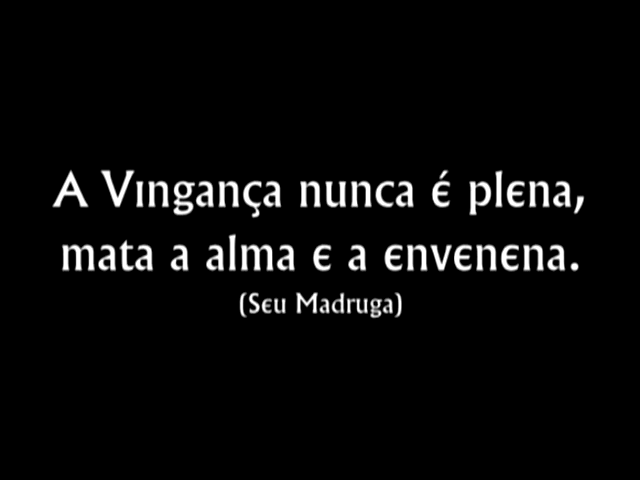 A Vingança nunca é plena,
mata a alma e a envenena.
(Seu Madruga)